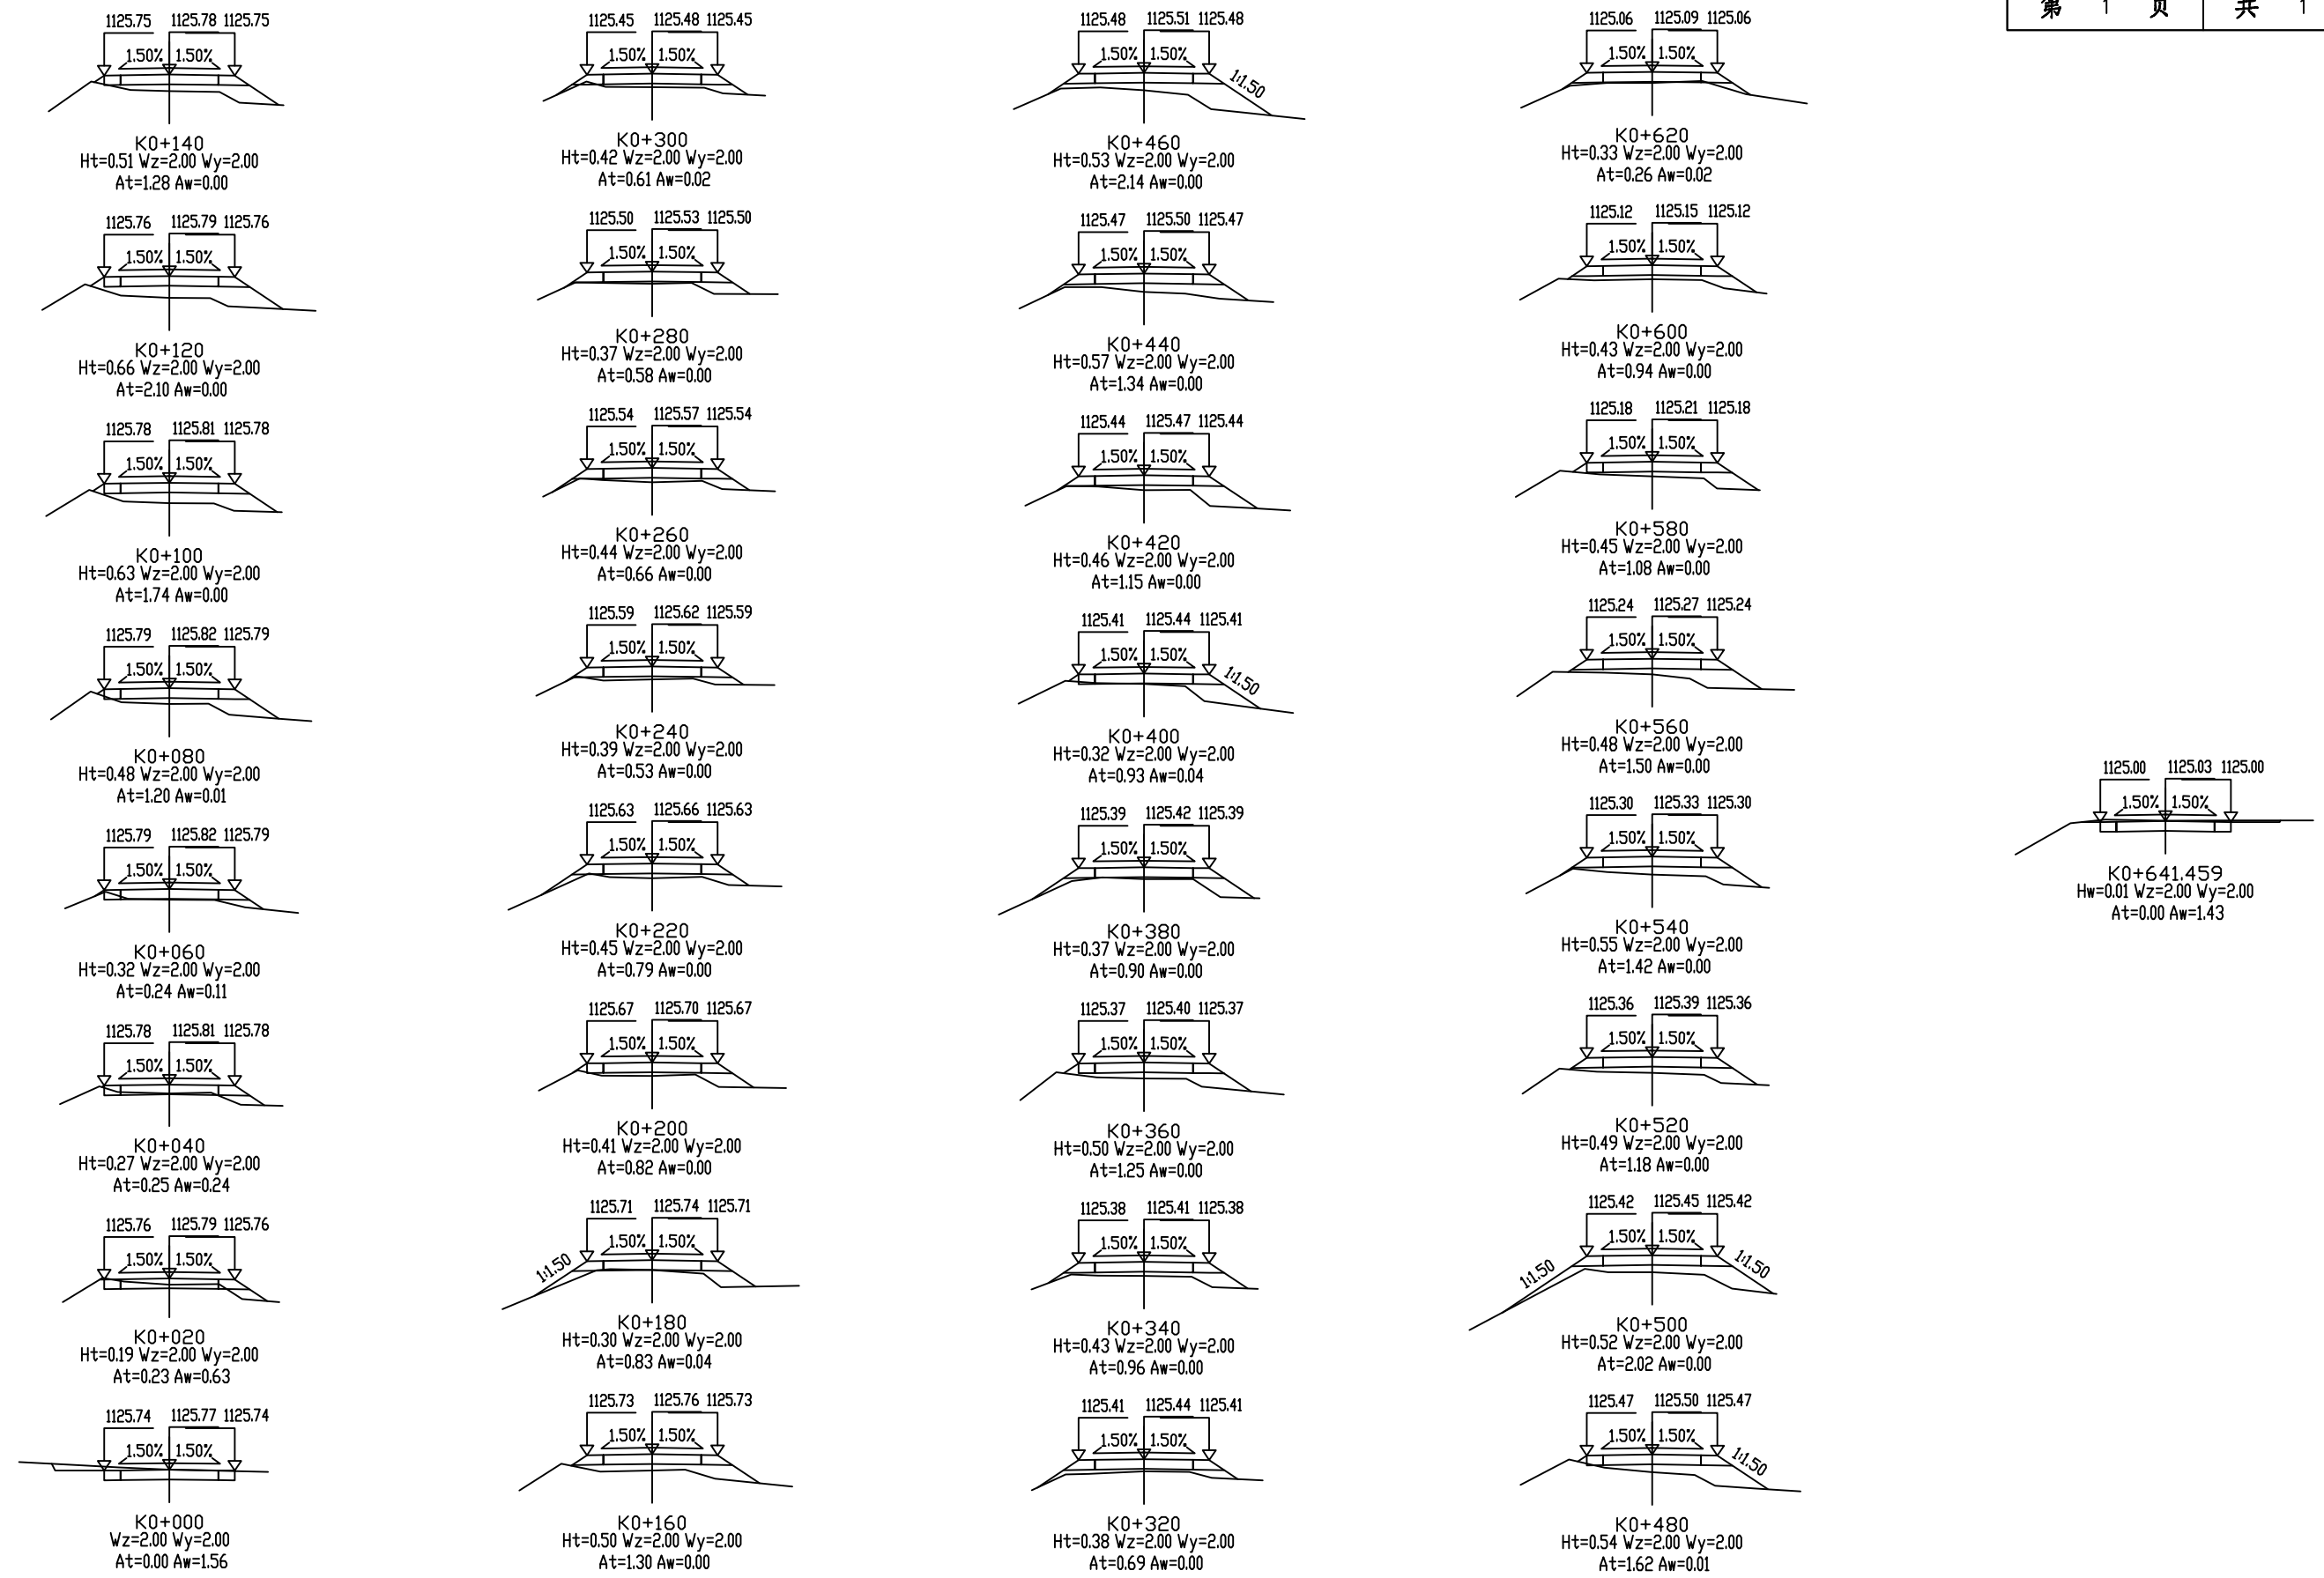 第 1 页 共 1
1125.75 1125.78 1125.75
1.50% 1.50%
K0+140
Ht=0.51 Wz=2.00 Wy=2.00
At=1.28 Aw=0.00
1125.76 1125.79 1125.76
1.50% 1.50%
K0+120
Ht=0.66 Wz=2.00 Wy=2.00
At=2.10 Aw=0.00
1125.78 1125.81 1125.78
1.50% 1.50%
K0+100
Ht=0.63 Wz=2.00 Wy=2.00
At=1.74 Aw=0.00
1125.79 1125.82 1125.79
1.50% 1.50%
K0+080
Ht=0.48 Wz=2.00 Wy=2.00
At=1.20 Aw=0.01
1125.79 1125.82 1125.79
1.50% 1.50%
K0+060
Ht=0.32 Wz=2.00 Wy=2.00
At=0.24 Aw=0.11
1125.78 1125.81 1125.78
1.50% 1.50%
K0+040
Ht=0.27 Wz=2.00 Wy=2.00
At=0.25 Aw=0.24
1125.76 1125.79 1125.76
1.50% 1.50%
K0+020
Ht=0.19 Wz=2.00 Wy=2.00
At=0.23 Aw=0.63
1125.74 1125.77 1125.74
1.50% 1.50%
K0+000
Wz=2.00 Wy=2.00
At=0.00 Aw=1.56
1125.45 1125.48 1125.45
1.50% 1.50%
K0+300
Ht=0.42 Wz=2.00 Wy=2.00
At=0.61 Aw=0.02
1125.50 1125.53 1125.50
1.50% 1.50%
K0+280
Ht=0.37 Wz=2.00 Wy=2.00
At=0.58 Aw=0.00
1125.54 1125.57 1125.54
1.50% 1.50%
K0+260
Ht=0.44 Wz=2.00 Wy=2.00
At=0.66 Aw=0.00
1125.59 1125.62 1125.59
1.50% 1.50%
K0+240
Ht=0.39 Wz=2.00 Wy=2.00
At=0.53 Aw=0.00
1125.63 1125.66 1125.63
1.50% 1.50%
K0+220
Ht=0.45 Wz=2.00 Wy=2.00
At=0.79 Aw=0.00
1125.67 1125.70 1125.67
1.50% 1.50%
K0+200
Ht=0.41 Wz=2.00 Wy=2.00
At=0.82 Aw=0.00
1125.71 1125.74 1125.71
1:1.50 1.50% 1.50%
K0+180
Ht=0.30 Wz=2.00 Wy=2.00
At=0.83 Aw=0.04
1125.73 1125.76 1125.73
1.50% 1.50%
K0+160
Ht=0.50 Wz=2.00 Wy=2.00
At=1.30 Aw=0.00
1125.48 1125.51 1125.48
1.50% 1.50% 1:1.50
K0+460
Ht=0.53 Wz=2.00 Wy=2.00
At=2.14 Aw=0.00
1125.47 1125.50 1125.47
1.50% 1.50%
K0+440
Ht=0.57 Wz=2.00 Wy=2.00
At=1.34 Aw=0.00
1125.44 1125.47 1125.44
1.50% 1.50%
K0+420
Ht=0.46 Wz=2.00 Wy=2.00
At=1.15 Aw=0.00
1125.41 1125.44 1125.41
1.50% 1.50% 1:1.50
K0+400
Ht=0.32 Wz=2.00 Wy=2.00
At=0.93 Aw=0.04
1125.39 1125.42 1125.39
1.50% 1.50%
K0+380
Ht=0.37 Wz=2.00 Wy=2.00
At=0.90 Aw=0.00
1125.37 1125.40 1125.37
1.50% 1.50%
K0+360
Ht=0.50 Wz=2.00 Wy=2.00
At=1.25 Aw=0.00
1125.38 1125.41 1125.38
1.50% 1.50%
K0+340
Ht=0.43 Wz=2.00 Wy=2.00
At=0.96 Aw=0.00
1125.41 1125.44 1125.41
1.50% 1.50%
K0+320
Ht=0.38 Wz=2.00 Wy=2.00
At=0.69 Aw=0.00
1125.06 1125.09 1125.06
1.50% 1.50%
K0+620
Ht=0.33 Wz=2.00 Wy=2.00
At=0.26 Aw=0.02
1125.12 1125.15 1125.12
1.50% 1.50%
K0+600
Ht=0.43 Wz=2.00 Wy=2.00
At=0.94 Aw=0.00
1125.18 1125.21 1125.18
1.50% 1.50%
K0+580
Ht=0.45 Wz=2.00 Wy=2.00
At=1.08 Aw=0.00
1125.24 1125.27 1125.24
1.50% 1.50%
K0+560
Ht=0.48 Wz=2.00 Wy=2.00
At=1.50 Aw=0.00
1125.30 1125.33 1125.30
1.50% 1.50%
K0+540
Ht=0.55 Wz=2.00 Wy=2.00
At=1.42 Aw=0.00
1125.36 1125.39 1125.36
1.50% 1.50%
K0+520
Ht=0.49 Wz=2.00 Wy=2.00
At=1.18 Aw=0.00
1125.42 1125.45 1125.42
1:1.50 1.50% 1.50% 1:1.50
K0+500
Ht=0.52 Wz=2.00 Wy=2.00
At=2.02 Aw=0.00
1125.47 1125.50 1125.47
1.50% 1.50% 1:1.50
K0+480
Ht=0.54 Wz=2.00 Wy=2.00
At=1.62 Aw=0.01
1125.00 1125.03 1125.00
1.50% 1.50%
K0+641.459
Hw=0.01 Wz=2.00 Wy=2.00
At=0.00 Aw=1.43